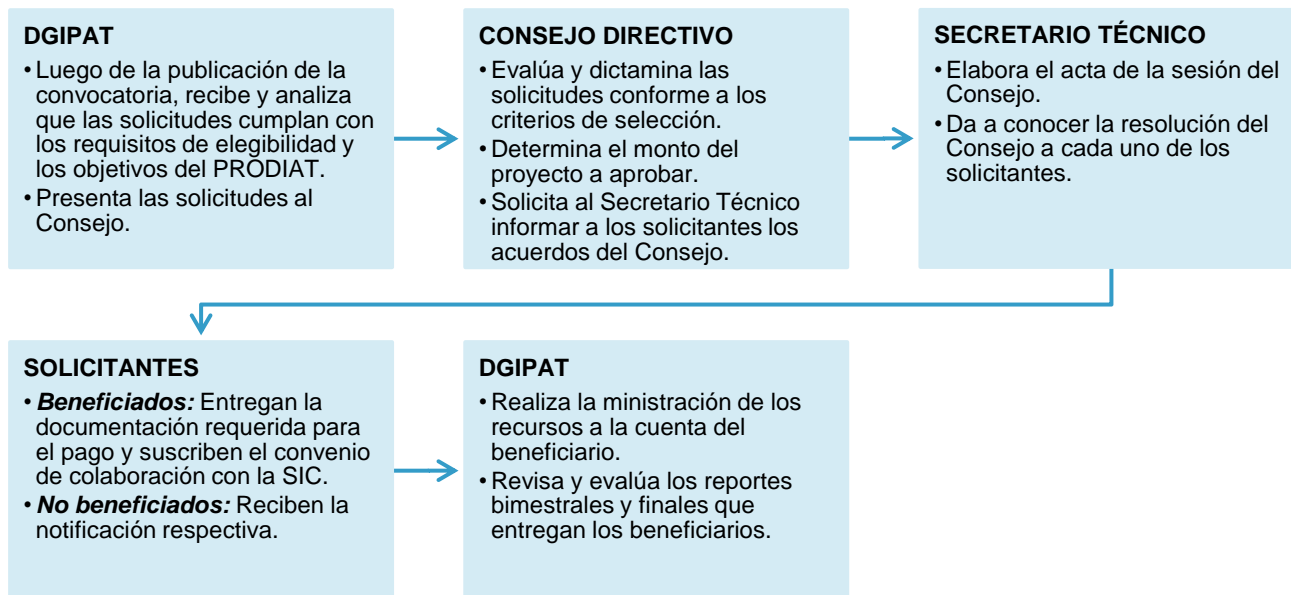 DGIPAT
• Luego de la publicación de la
convocatoria, recibe y analiza
que las solicitudes cumplan con
los requisitos de elegibilidad y
los objetivos del PRODIAT.
• Presenta las solicitudes al
Consejo.
CONSEJO DIRECTIVO
• Evalúa y dictamina las
solicitudes conforme a los
criterios de selección.
• Determina el monto del
proyecto a aprobar.
• Solicita al Secretario Técnico
informar a los solicitantes los
acuerdos del Consejo.
SECRETARIO TÉCNICO
• Elabora el acta de la sesión del
Consejo.
• Da a conocer la resolución del
Consejo a cada uno de los
solicitantes.
SOLICITANTES
• Beneficiados: Entregan la
documentación requerida para
el pago y suscriben el convenio
de colaboración con la SIC.
• No beneficiados: Reciben la
notificación respectiva.
DGIPAT
• Realiza la ministración de los
recursos a la cuenta del
beneficiario.
• Revisa y evalúa los reportes
bimestrales y finales que
entregan los beneficiarios.